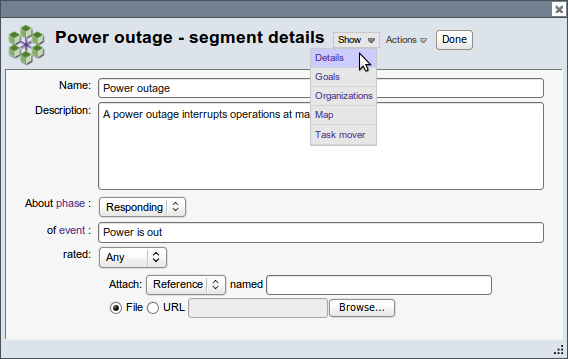 Power outage - segment details Show Actions Done
Details
Goals
Organizations
Map
Task mover
Name: Power outage
Description: A power outage interrupts operations at ma
About phase : Responding
of event : Power is out
rated: Any
Attach: Reference named
File URL Browse...